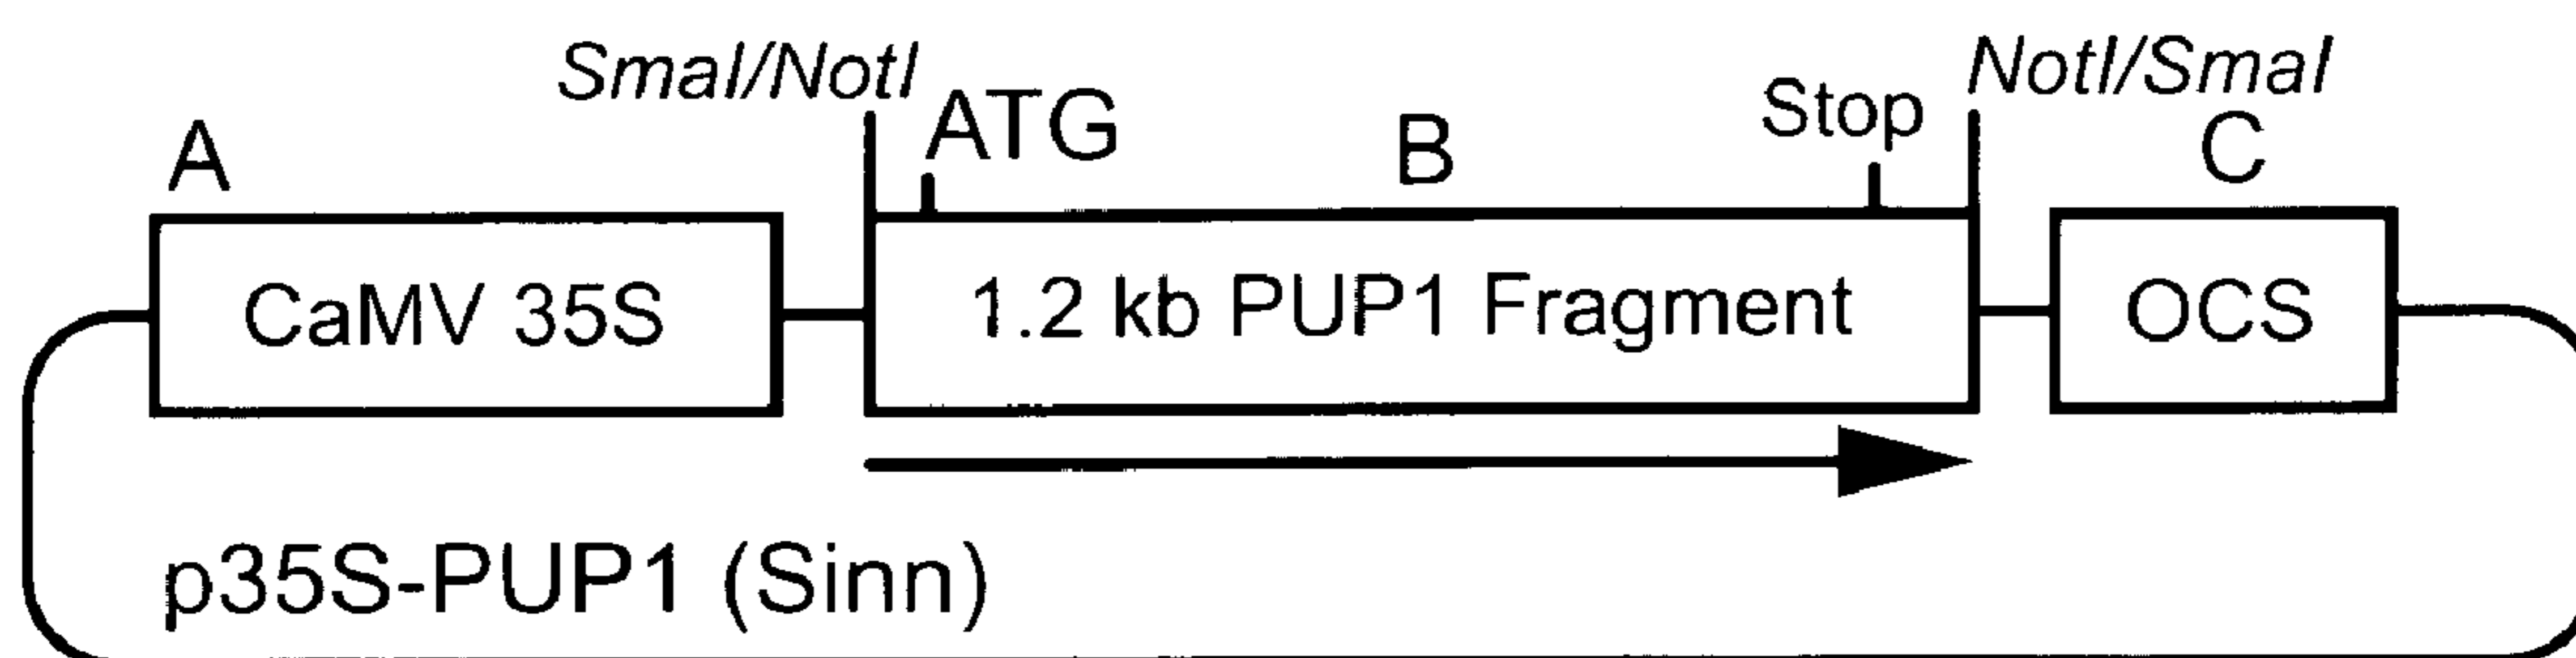 SmaI/NotI
NotI/SmaI
A
ATG
B
Stop
C
CaMV 35S
1.2 kb PUP1 Fragment
OCS
p35S-PUP1 (Sinn)